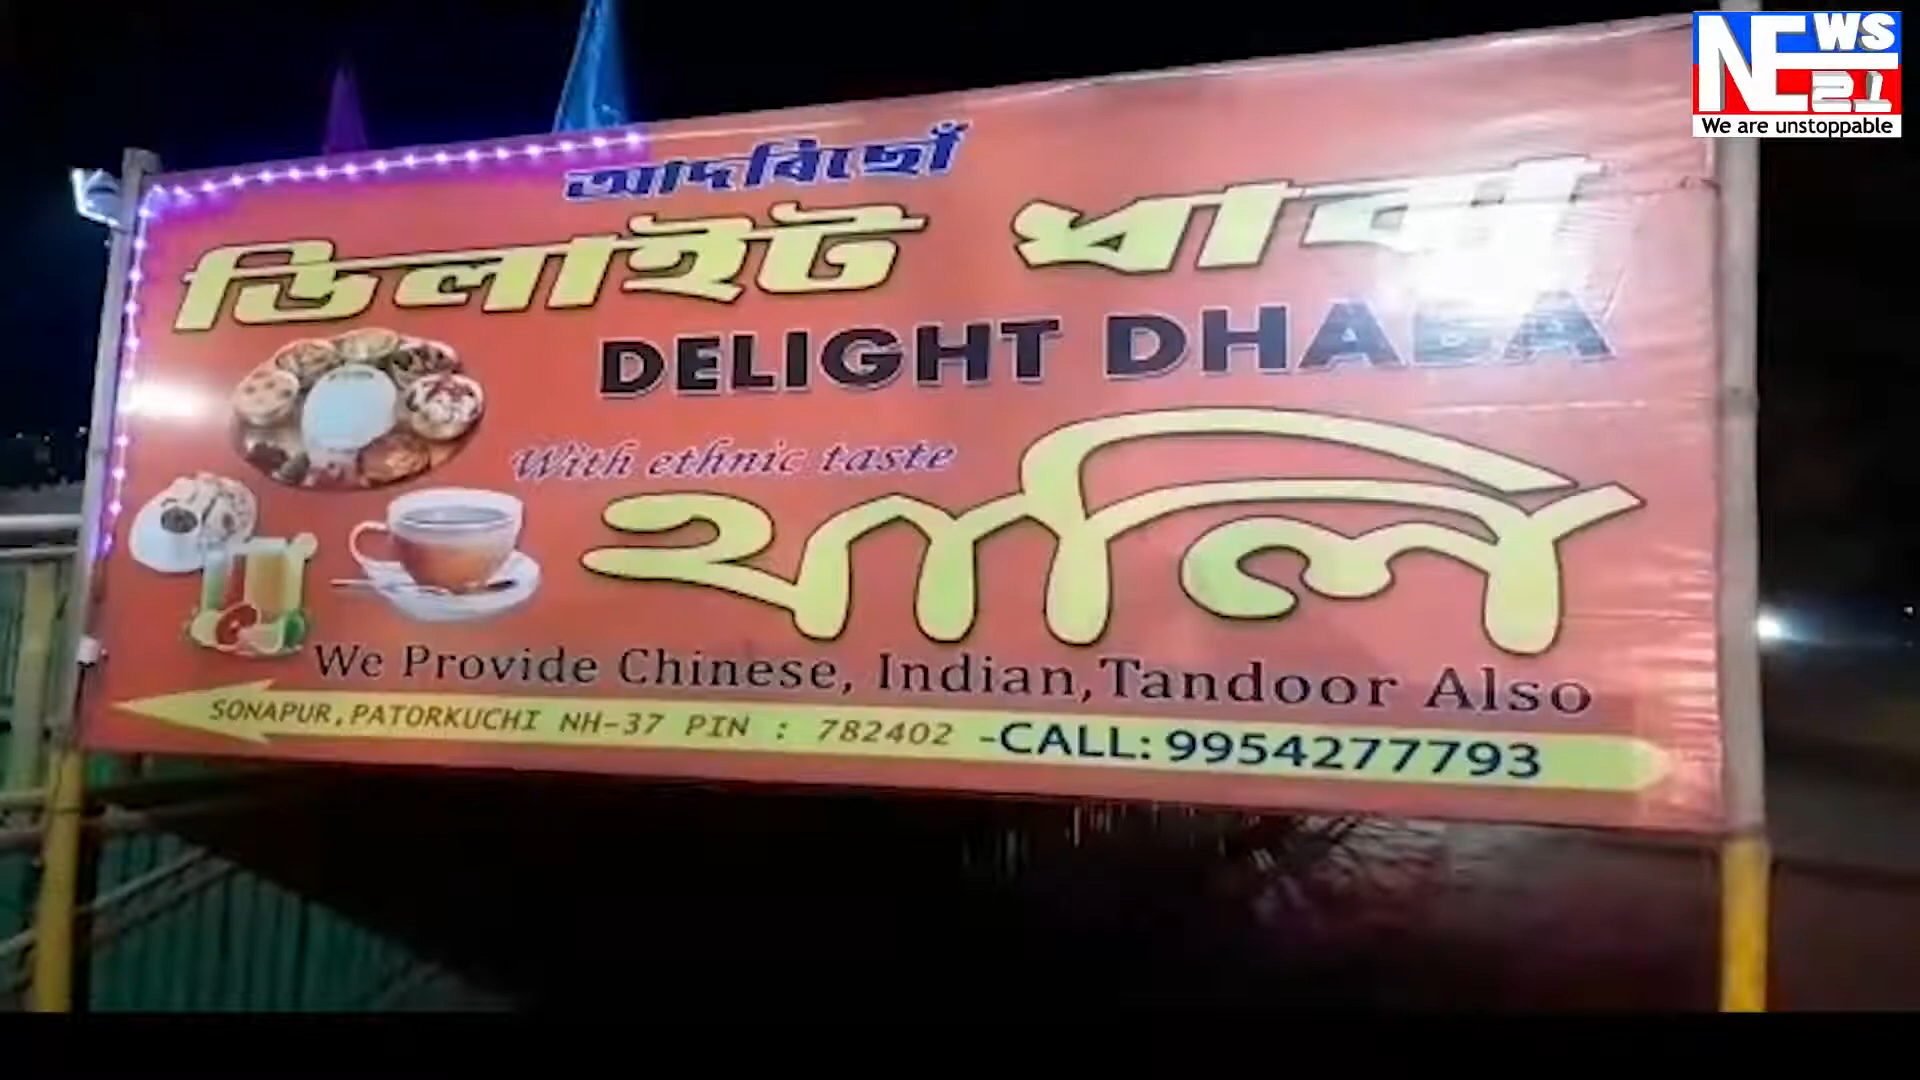 NEWS 21
We are unstoppable
আদৰিছোঁ
ডিলাইট ধাবা
DELIGHT DHABA
With ethnic taste
থালি
We Provide Chinese, Indian,Tandoor Also
SONAPUR,PATORKUCHI NH-37 PIN : 782402 -CALL: 9954277793